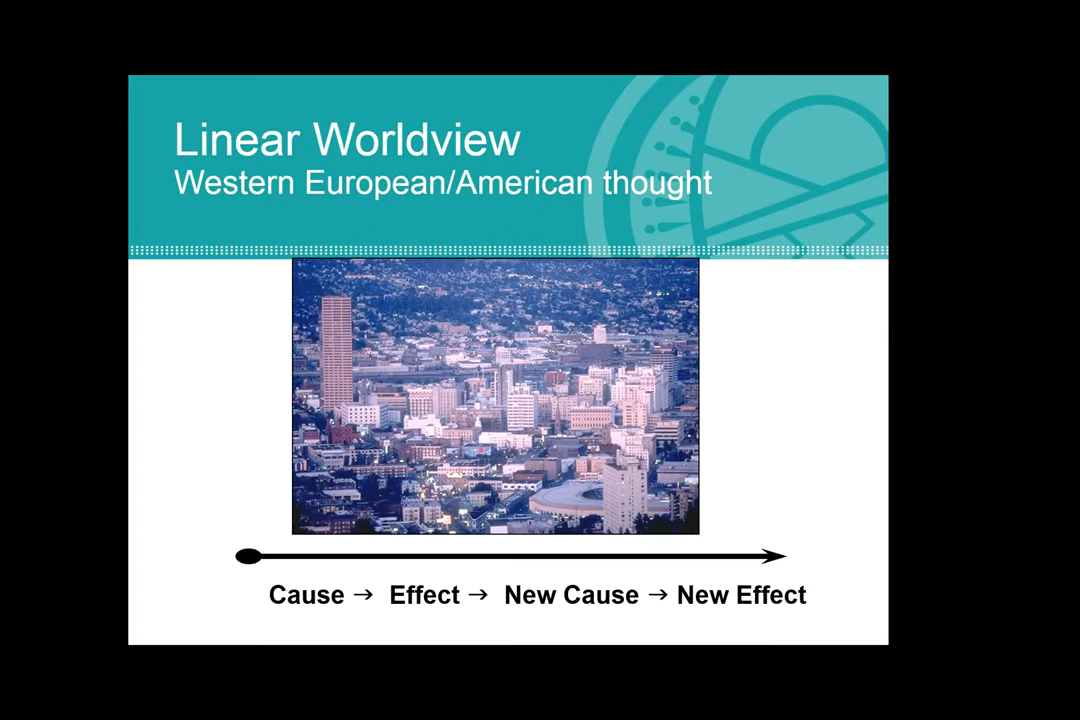 Linear Worldview
Western European/American thought
Cause → Effect → New Cause → New Effect